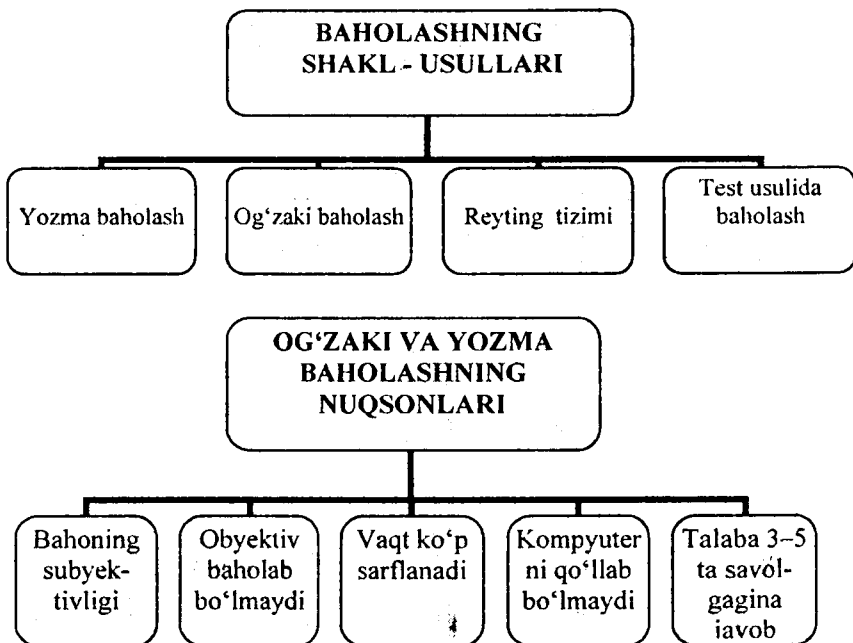 BAHOLASHNING
SHAKL - USULLARI
Yozma baholash
Og‘zaki baholash
Reyting tizimi
Test usulida
baholash
OG‘ZAKI VA YOZMA
BAHOLASHNING
NUQSONLARI
Bahoning
subyek-
tivligi
Obyektiv
baholab
bo‘lmaydi
Vaqt ko‘p
sarflanadi
Kompyuter
ni qo‘llab
bo‘lmaydi
Talaba 3–5
ta savol-
gagina
javob